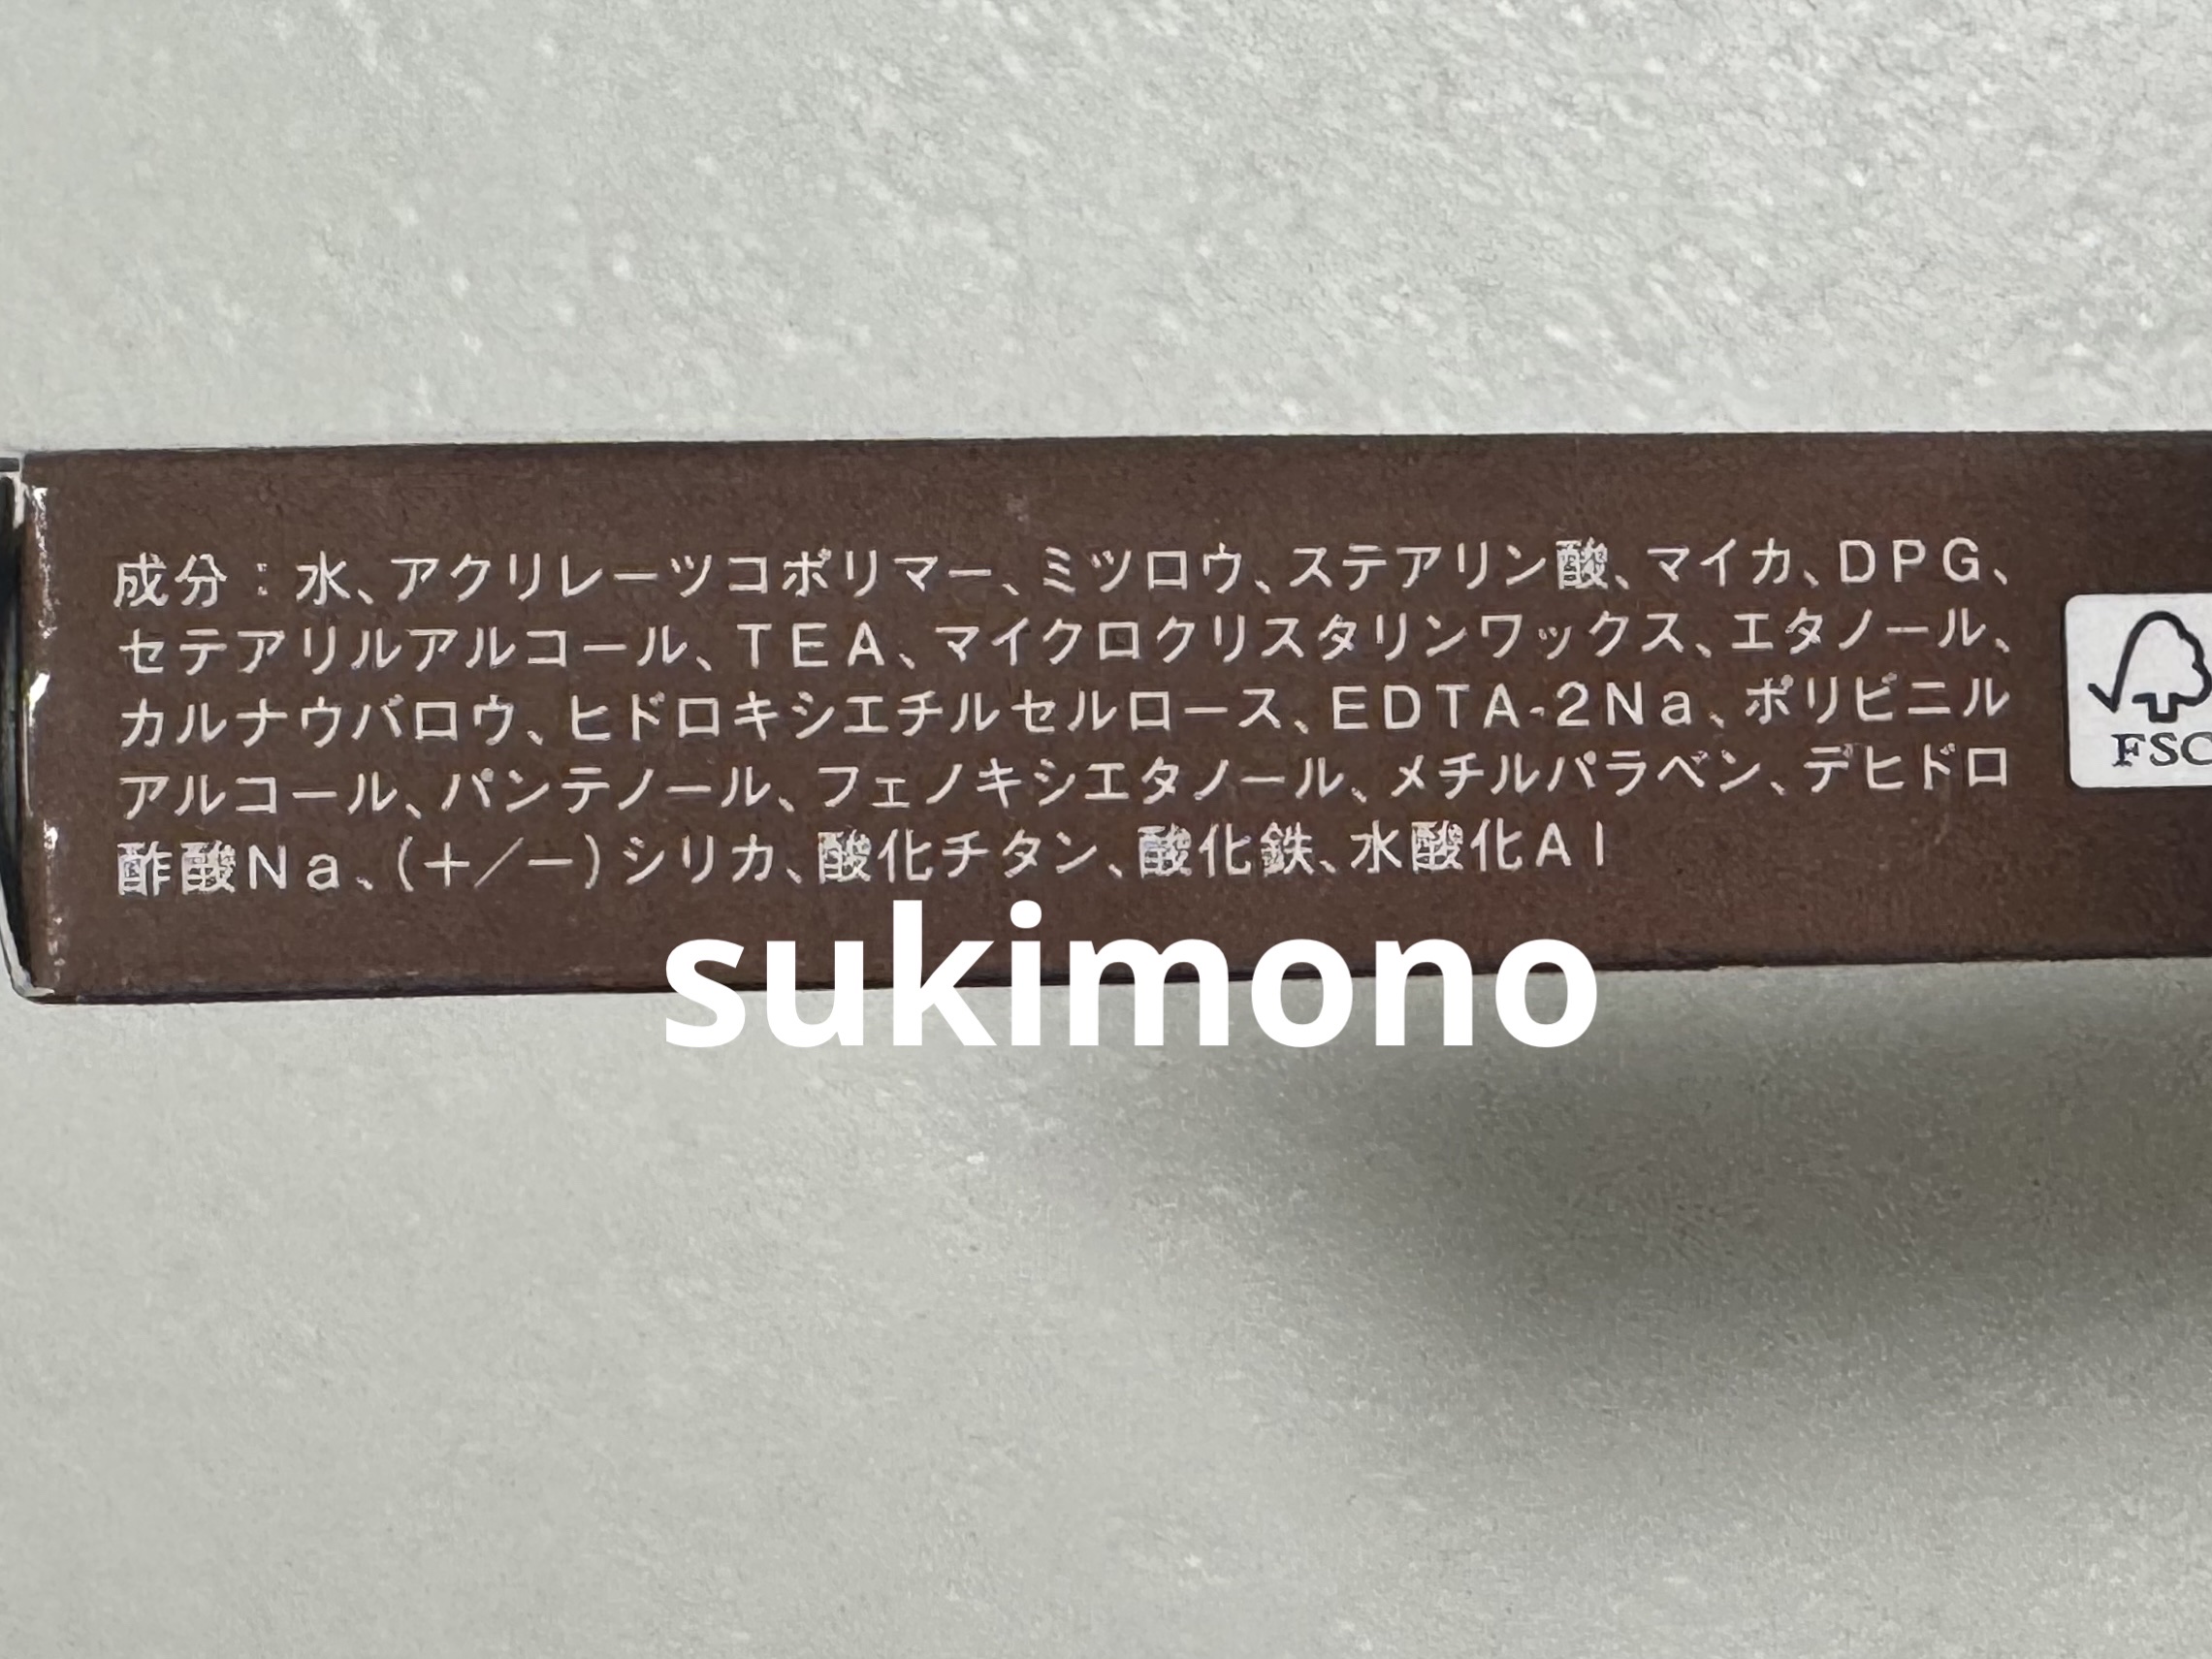 成分：水、アクリレーツコポリマー、ミツロウ、ステアリン酸、マイカ、DPG、
セテアリルアルコール、TEA、マイクロクリスタリンワックス、エタノール、
カルナウバロウ、ヒドロキシエチルセルロース、EDTA-2Na、ポリビニル
アルコール、パンテノール、フェノキシエタノール、メチルパラベン、デヒドロ
酢酸Na、(+/−)シリカ、酸化チタン、酸化鉄、水酸化Al
FSC
sukimono